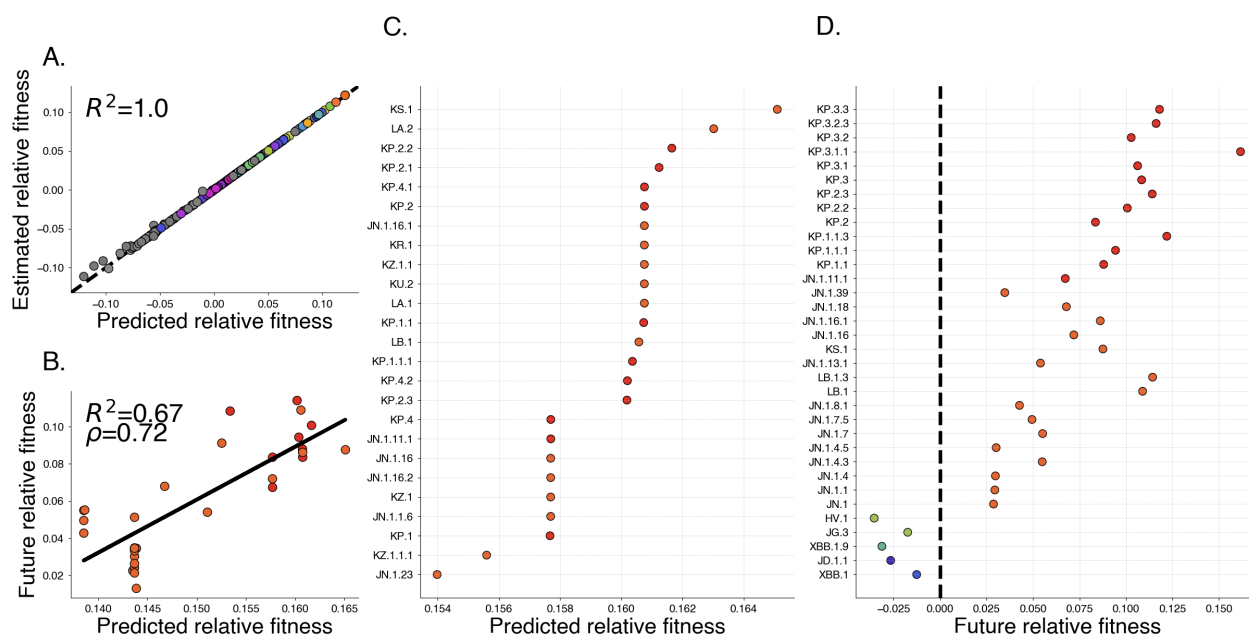 A.
Estimated relative fitness
R²=1.0
0.10
0.05
0.00
−0.05
−0.10
−0.10
−0.05
0.00
0.05
0.10
Predicted relative fitness
B.
Future relative fitness
R²=0.67
ρ=0.72
0.10
0.08
0.06
0.04
0.02
0.140
0.145
0.150
0.155
0.160
0.165
Predicted relative fitness
C.
KS.1
LA.2
KP.2.2
KP.2.1
KP.4.1
KP.2
JN.1.16.1
KR.1
KZ.1.1
KU.2
LA.1
KP.1.1
LB.1
KP.1.1.1
KP.4.2
KP.2.3
KP.4
JN.1.11.1
JN.1.16
JN.1.16.2
KZ.1
JN.1.1.6
KP.1
KZ.1.1.1
JN.1.23
0.154
0.156
0.158
0.160
0.162
0.164
Predicted relative fitness
D.
KP.3.3
KP.3.2.3
KP.3.2
KP.3.1.1
KP.3.1
KP.3
KP.2.3
KP.2.2
KP.2
KP.1.1.3
KP.1.1.1
KP.1.1
JN.1.11.1
JN.1.39
JN.1.18
JN.1.16.1
JN.1.16
KS.1
JN.1.13.1
LB.1.3
LB.1
JN.1.8.1
JN.1.7.5
JN.1.7
JN.1.4.5
JN.1.4.3
JN.1.4
JN.1.1
JN.1
HV.1
JG.3
XBB.1.9
JD.1.1
XBB.1
−0.025
0.000
0.025
0.050
0.075
0.100
0.125
0.150
Future relative fitness